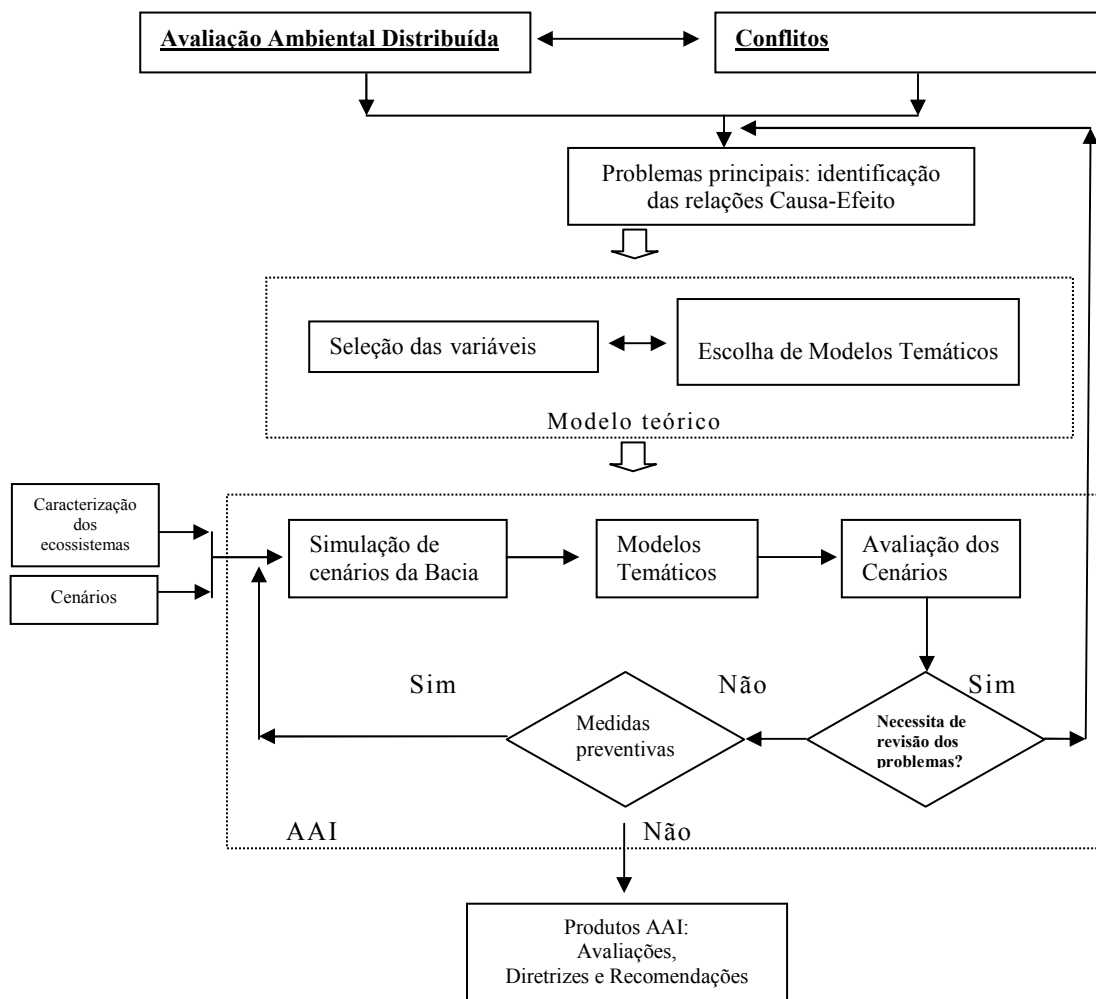 Avaliação Ambiental Distribuída
Conflitos
Problemas principais: identificação
das relações Causa-Efeito
Seleção das variáveis
Escolha de Modelos Temáticos
Modelo teórico
Caracterização
dos
ecossistemas
Cenários
Simulação de
cenários da Bacia
Modelos
Temáticos
Avaliação dos
Cenários
Sim
Não
Sim
Medidas
preventivas
Necessita de
revisão dos
problemas?
AAI
Não
Produtos AAI:
Avaliações,
Diretrizes e Recomendações